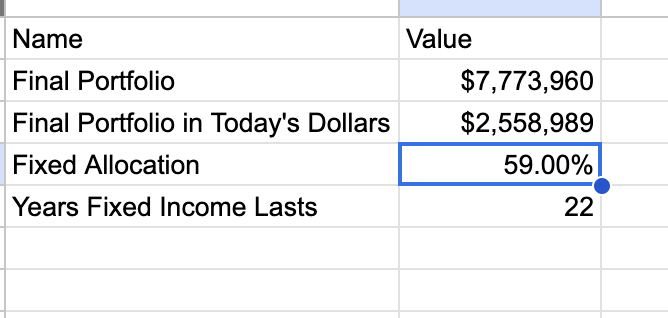 Name Value
Final Portfolio $7,773,960
Final Portfolio in Today's Dollars $2,558,989
Fixed Allocation 59.00%
Years Fixed Income Lasts 22